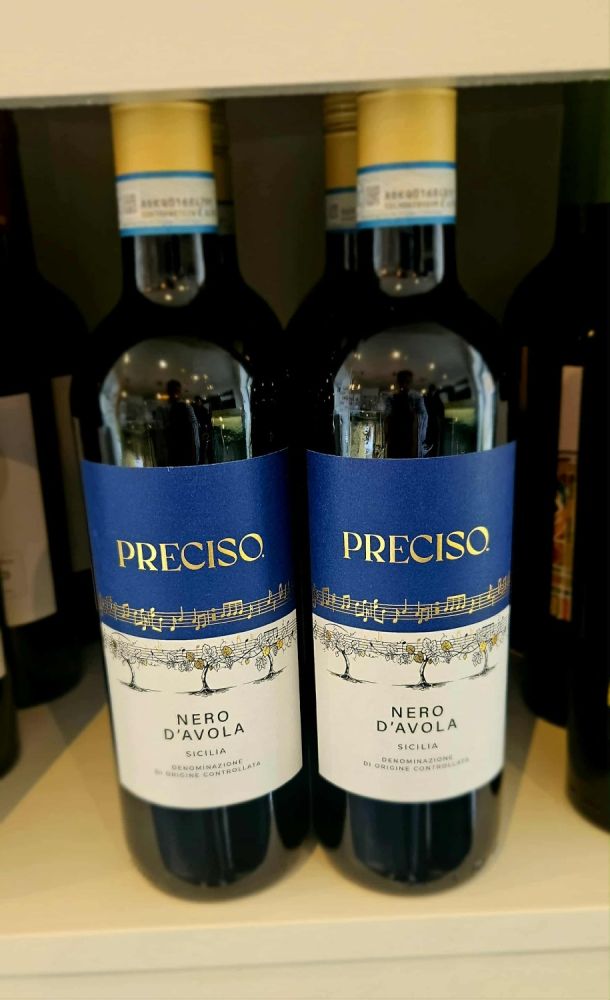 PRECISO.
NERO
D'AVOLA
SICILIA
DENOMINAZIONE
DI ORIGINE CONTROLLATA
PRECISO.
NERO
D'AVOLA
SICILIA
DENOMINAZIONE
DI ORIGINE CONTROLLATA